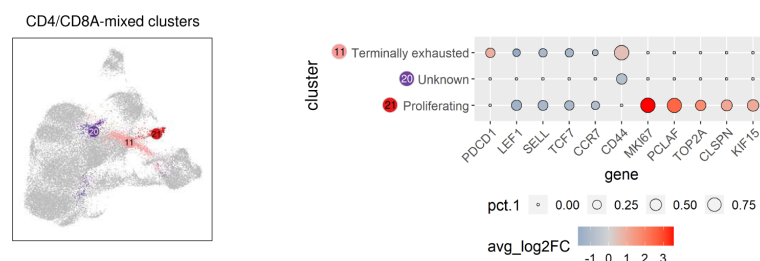 CD4/CD8A-mixed clusters
20
11
21
cluster
11 Terminally exhausted
20 Unknown
21 Proliferating
PDCD1
LEF1
SELL
TCF7
CCR7
CD44
MKI67
PCLAF
TOP2A
CLSPN
KIF15
gene
pct.1 0.00 0.25 0.50 0.75
avg_log2FC
-1 0 1 2 3